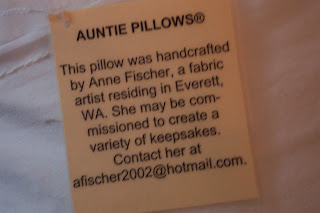 AUNTIE PILLOWS®
This pillow was handcrafted
by Anne Fischer, a fabric
artist residing in Everett,
WA. She may be com-
missioned to create a
variety of keepsakes.
Contact her at
afischer2002@hotmail.com.